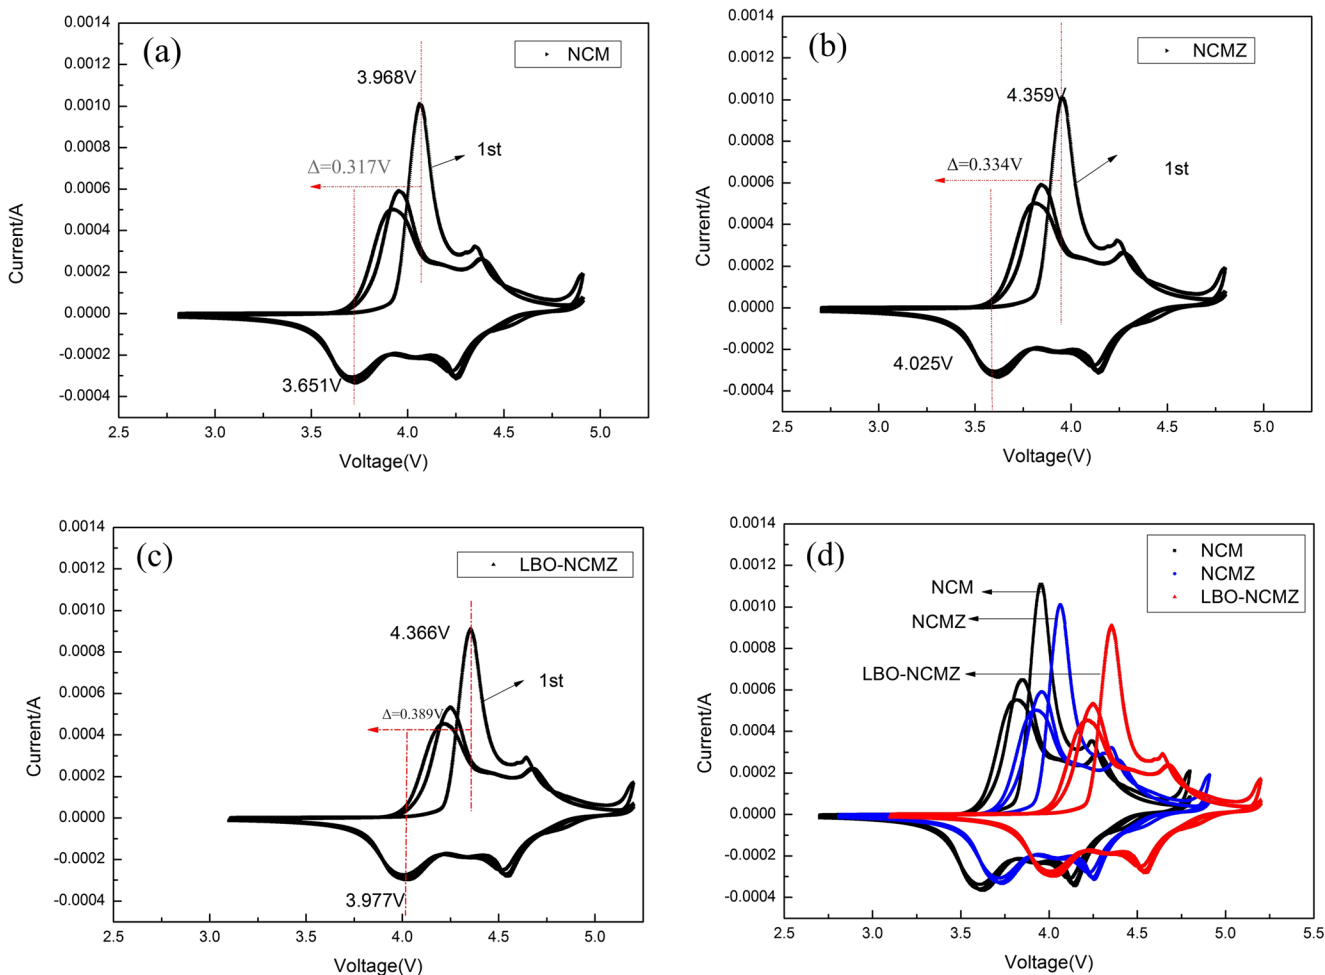 (a)
NCM
3.968V
1st
Δ=0.317V
3.651V
0.0014
0.0012
0.0010
0.0008
0.0006
0.0004
0.0002
0.0000
-0.0002
-0.0004
Current/A
2.5 3.0 3.5 4.0 4.5 5.0
Voltage(V)
(b)
NCMZ
4.359V
1st
Δ=0.334V
4.025V
0.0014
0.0012
0.0010
0.0008
0.0006
0.0004
0.0002
0.0000
-0.0002
-0.0004
Current/A
2.5 3.0 3.5 4.0 4.5 5.0
Voltage(V)
(c)
LBO-NCMZ
4.366V
1st
Δ=0.389V
3.977V
0.0014
0.0012
0.0010
0.0008
0.0006
0.0004
0.0002
0.0000
-0.0002
-0.0004
Current/A
2.5 3.0 3.5 4.0 4.5 5.0
Voltage(V)
(d)
NCM
NCMZ
LBO-NCMZ
NCM
NCMZ
LBO-NCMZ
0.0014
0.0012
0.0010
0.0008
0.0006
0.0004
0.0002
0.0000
-0.0002
-0.0004
Current/A
2.5 3.0 3.5 4.0 4.5 5.0 5.5
Voltage(V)